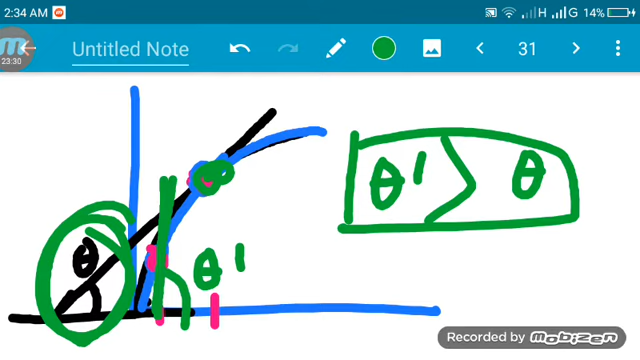 2:34 AM H G 14%
23:30 Untitled Note 31
θ' > θ
θ
θ'
Recorded by mobizen